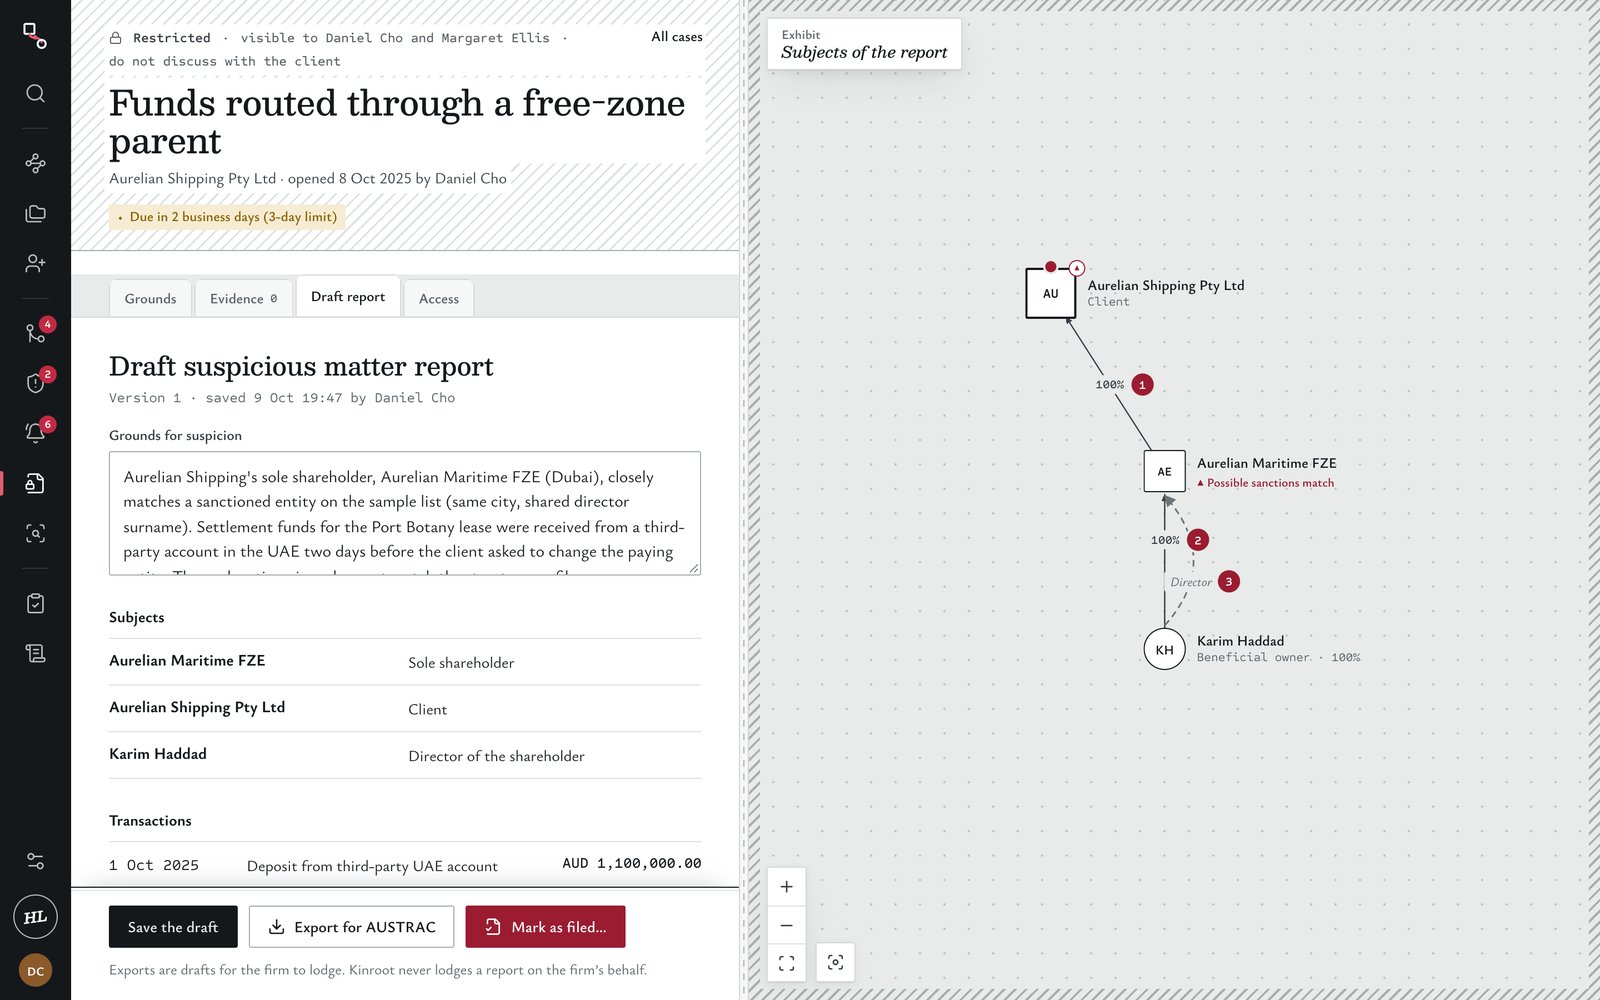 Restricted · visible to Daniel Cho and Margaret Ellis ·
do not discuss with the client
All cases
Funds routed through a free-zone
parent
Aurelian Shipping Pty Ltd · opened 8 Oct 2025 by Daniel Cho
• Due in 2 business days (3-day limit)
Grounds
Evidence 0
Draft report
Access
Draft suspicious matter report
Version 1 · saved 9 Oct 19:47 by Daniel Cho
Grounds for suspicion
Aurelian Shipping's sole shareholder, Aurelian Maritime FZE (Dubai), closely
matches a sanctioned entity on the sample list (same city, shared director
surname). Settlement funds for the Port Botany lease were received from a third-
party account in the UAE two days before the client asked to change the paying
Subjects
Aurelian Maritime FZE Sole shareholder
Aurelian Shipping Pty Ltd Client
Karim Haddad Director of the shareholder
Transactions
1 Oct 2025 Deposit from third-party UAE account AUD 1,100,000.00
Save the draft
Export for AUSTRAC
Mark as filed...
Exports are drafts for the firm to lodge. Kinroot never lodges a report on the firm's behalf.
4
2
6
HL
DC
Exhibit
Subjects of the report
AU
Aurelian Shipping Pty Ltd
Client
100% 1
AE
Aurelian Maritime FZE
Possible sanctions match
100% 2
Director 3
KH
Karim Haddad
Beneficial owner · 100%